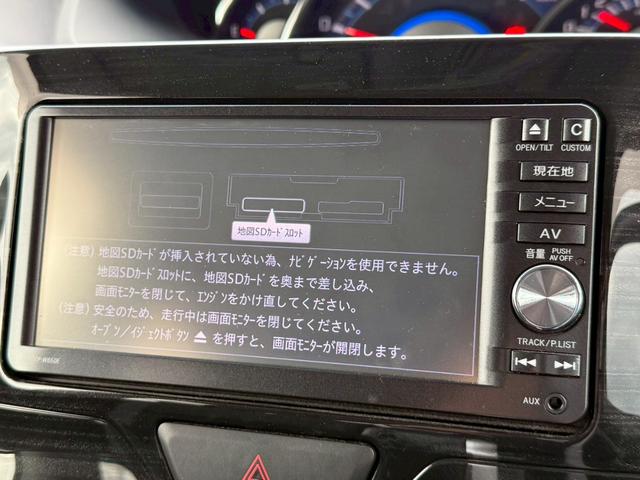 OPEN/TILT
C
CUSTOM
現在地
メニュー
AV
音量 PUSH AV OFF
TRACK/P.LIST
AUX
地図SDカードスロット
(注意) 地図SDカードが挿入されていない為、ナビゲーションを使用できません。
地図SDカードスロットに、地図SDカードを奥まで差し込み、
画面モニターを閉じて、エンジンをかけ直してください。
(注意) 安全のため、走行中は画面モニターを閉じてください。
オープン/イジェクトボタン ⏏ を押すと、画面モニターが開閉します。